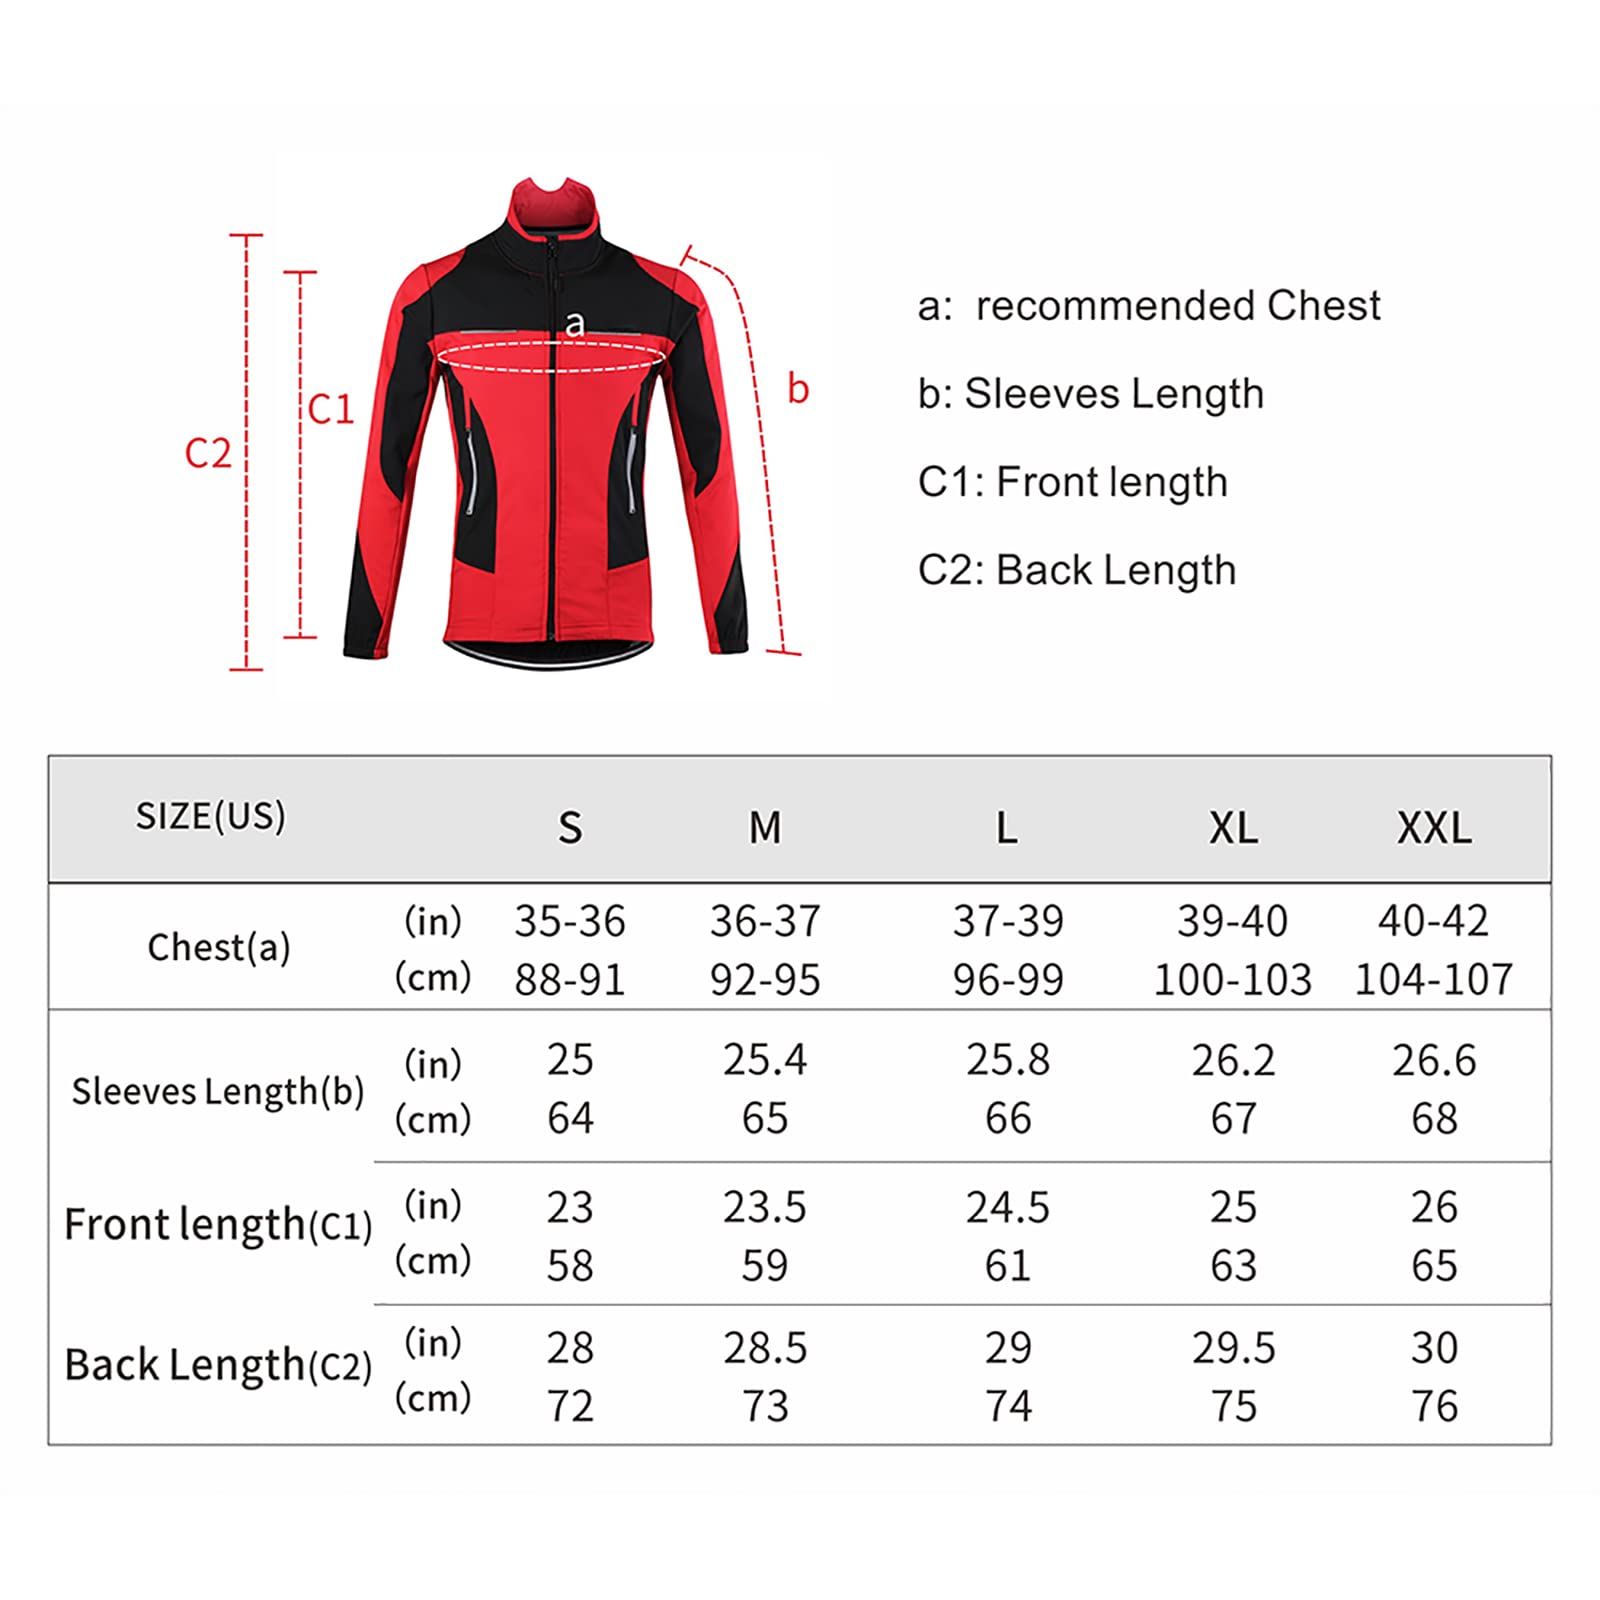 a
b
C1
C2
a: recommended Chest
b: Sleeves Length
C1: Front length
C2: Back Length
SIZE(US) S M L XL XXL
Chest(a)
(in) 35-36 36-37 37-39 39-40 40-42
(cm) 88-91 92-95 96-99 100-103 104-107
Sleeves Length(b)
(in) 25 25.4 25.8 26.2 26.6
(cm) 64 65 66 67 68
Front length(C1)
(in) 23 23.5 24.5 25 26
(cm) 58 59 61 63 65
Back Length(C2)
(in) 28 28.5 29 29.5 30
(cm) 72 73 74 75 76